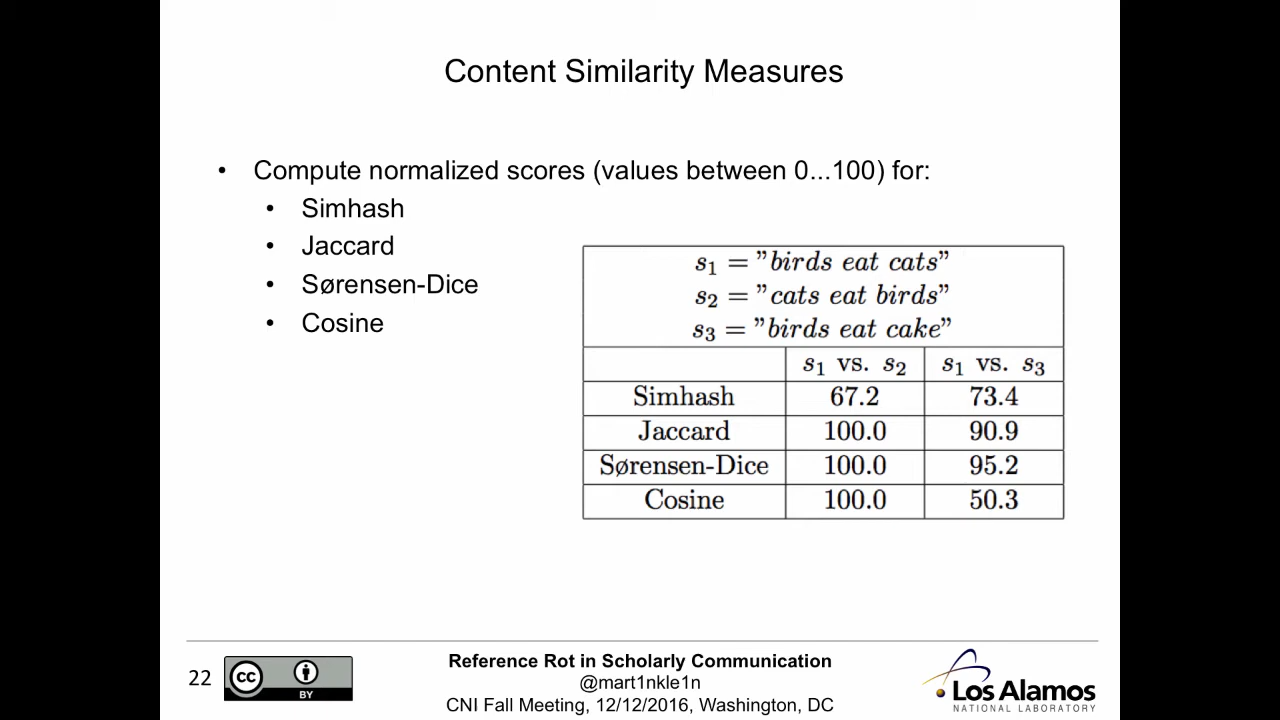 Content Similarity Measures
• Compute normalized scores (values between 0...100) for:
• Simhash
• Jaccard
• Sørensen-Dice
• Cosine
s1 = ”birds eat cats”
s2 = ”cats eat birds”
s3 = ”birds eat cake”
s1 vs. s2 s1 vs. s3
Simhash 67.2 73.4
Jaccard 100.0 90.9
Sørensen-Dice 100.0 95.2
Cosine 100.0 50.3
22
cc
BY
Reference Rot in Scholarly Communication
@mart1nkle1n
CNI Fall Meeting, 12/12/2016, Washington, DC
Los Alamos
NATIONAL LABORATORY